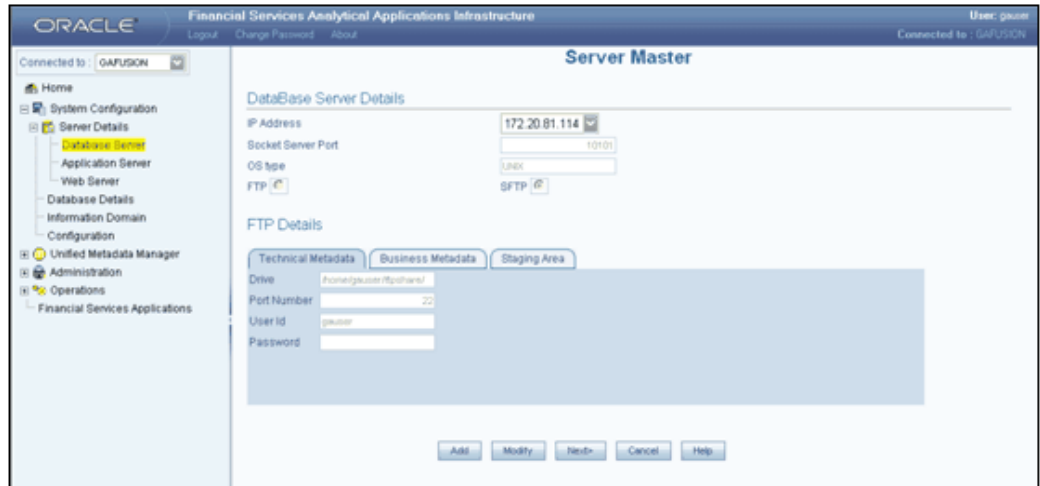 ORACLE
Financial Services Analytical Applications Infrastructure
User: gauser
Logout Change Password About
Connected to : GAFUSION
Connected to : GAFUSION
Home
System Configuration
Server Details
Database Server
Application Server
Web Server
Database Details
Information Domain
Configuration
Unified Metadata Manager
Administration
Operations
Financial Services Applications
Server Master
DataBase Server Details
IP Address 172.20.81.114
Socket Server Port 10101
OS type UNIX
FTP SFTP
FTP Details
Technical Metadata Business Metadata Staging Area
Drive /home/gauser/ftpshare/
Port Number 22
User Id gauser
Password
Add Modify Next> Cancel Help